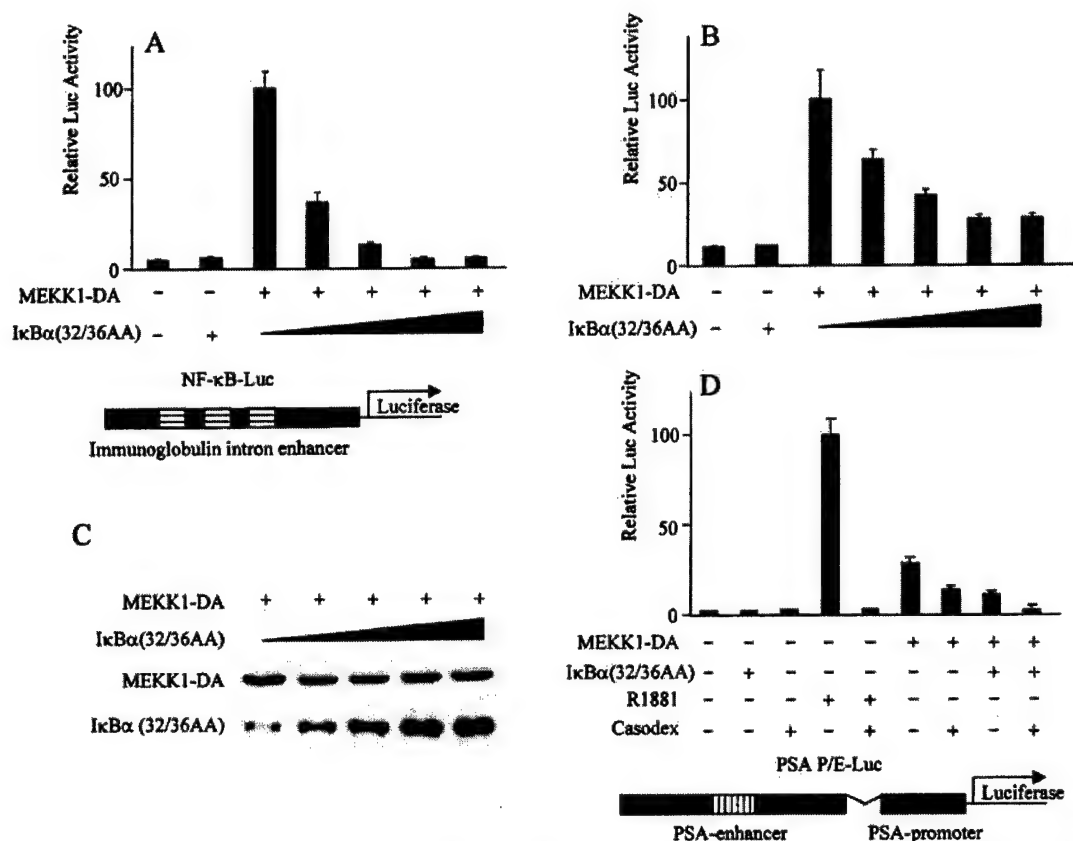 A
Relative Luc Activity
100
50
0
MEKK1-DA - - + + + + +
IκBα(32/36AA) - +
NF-κB-Luc
Luciferase
Immunoglobulin intron enhancer
B
Relative Luc Activity
100
50
0
MEKK1-DA - - + + + + +
IκBα(32/36AA) - +
C
MEKK1-DA + + + + +
IκBα(32/36AA)
MEKK1-DA
IκBα (32/36AA)
D
Relative Luc Activity
100
50
0
MEKK1-DA - - - - - + + + +
IκBα(32/36AA) - + - - - - - + +
R1881 - - - + + - - - -
Casodex - - + - + - + - +
PSA P/E-Luc
Luciferase
PSA-enhancer PSA-promoter